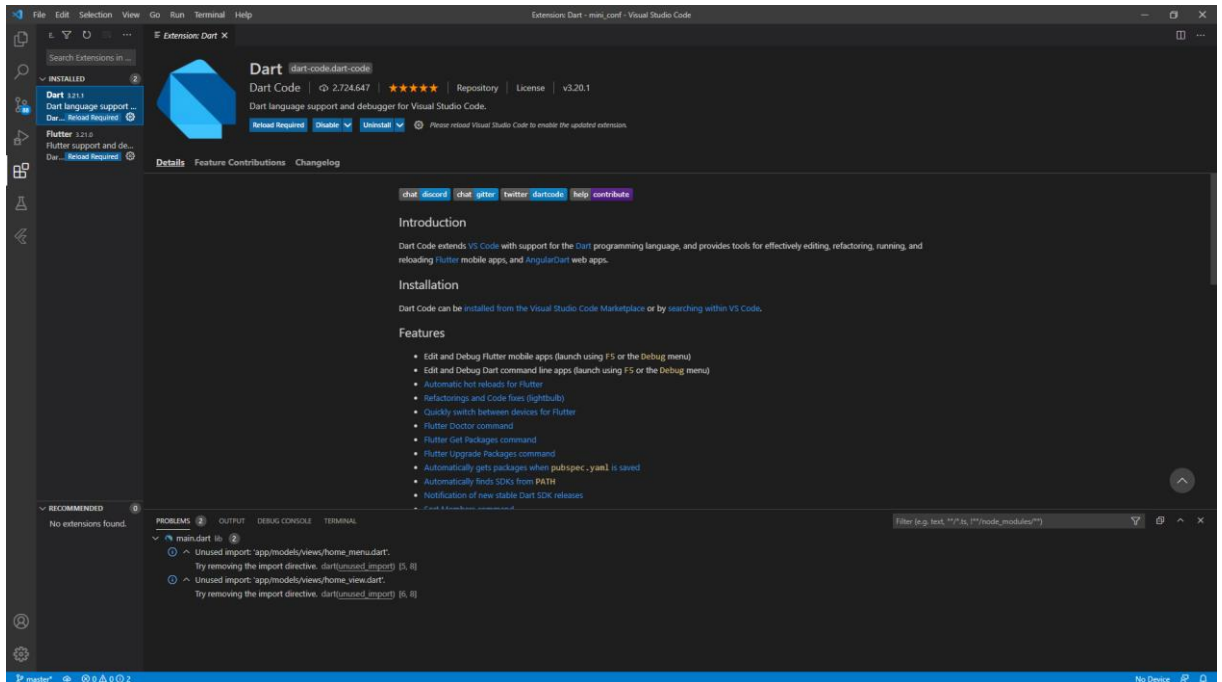 File Edit Selection View Go Run Terminal Help
Extension: Dart - mini_conf - Visual Studio Code
E.
Extension: Dart
Search Extensions in ...
INSTALLED 2
Dart 3.21.1
Dart language support ...
Dar... Reload Required
Flutter 3.21.0
Flutter support and de...
Dar... Reload Required
RECOMMENDED 0
No extensions found.
Dart dart-code.dart-code
Dart Code 2.724.647 Repository License v3.20.1
Dart language support and debugger for Visual Studio Code.
Reload Required Disable Uninstall Please reload Visual Studio Code to enable the updated extension.
Details Feature Contributions Changelog
chat discord chat gitter twitter dartcode help contribute
Introduction
Dart Code extends VS Code with support for the Dart programming language, and provides tools for effectively editing, refactoring, running, and
reloading Flutter mobile apps, and AngularDart web apps.
Installation
Dart Code can be installed from the Visual Studio Code Marketplace or by searching within VS Code.
Features
• Edit and Debug Flutter mobile apps (launch using F5 or the Debug menu)
• Edit and Debug Dart command line apps (launch using F5 or the Debug menu)
• Automatic hot reloads for Flutter
• Refactorings and Code fixes (lightbulb)
• Quickly switch between devices for Flutter
• Flutter Doctor command
• Flutter Get Packages command
• Flutter Upgrade Packages command
• Automatically gets packages when pubspec.yaml is saved
• Automatically finds SDKs from PATH
• Notification of new stable Dart SDK releases
• Sort Members command
PROBLEMS 2 OUTPUT DEBUG CONSOLE TERMINAL
Filter (e.g. text, **/*.ts, !**/node_modules/**)
main.dart lib 2
Unused import: 'app/models/views/home_menu.dart'.
Try removing the import directive. dart(unused_import) [5, 8]
Unused import: 'app/models/views/home_view.dart'.
Try removing the import directive. dart(unused_import) [6, 8]
master* 0 0 2
No Device